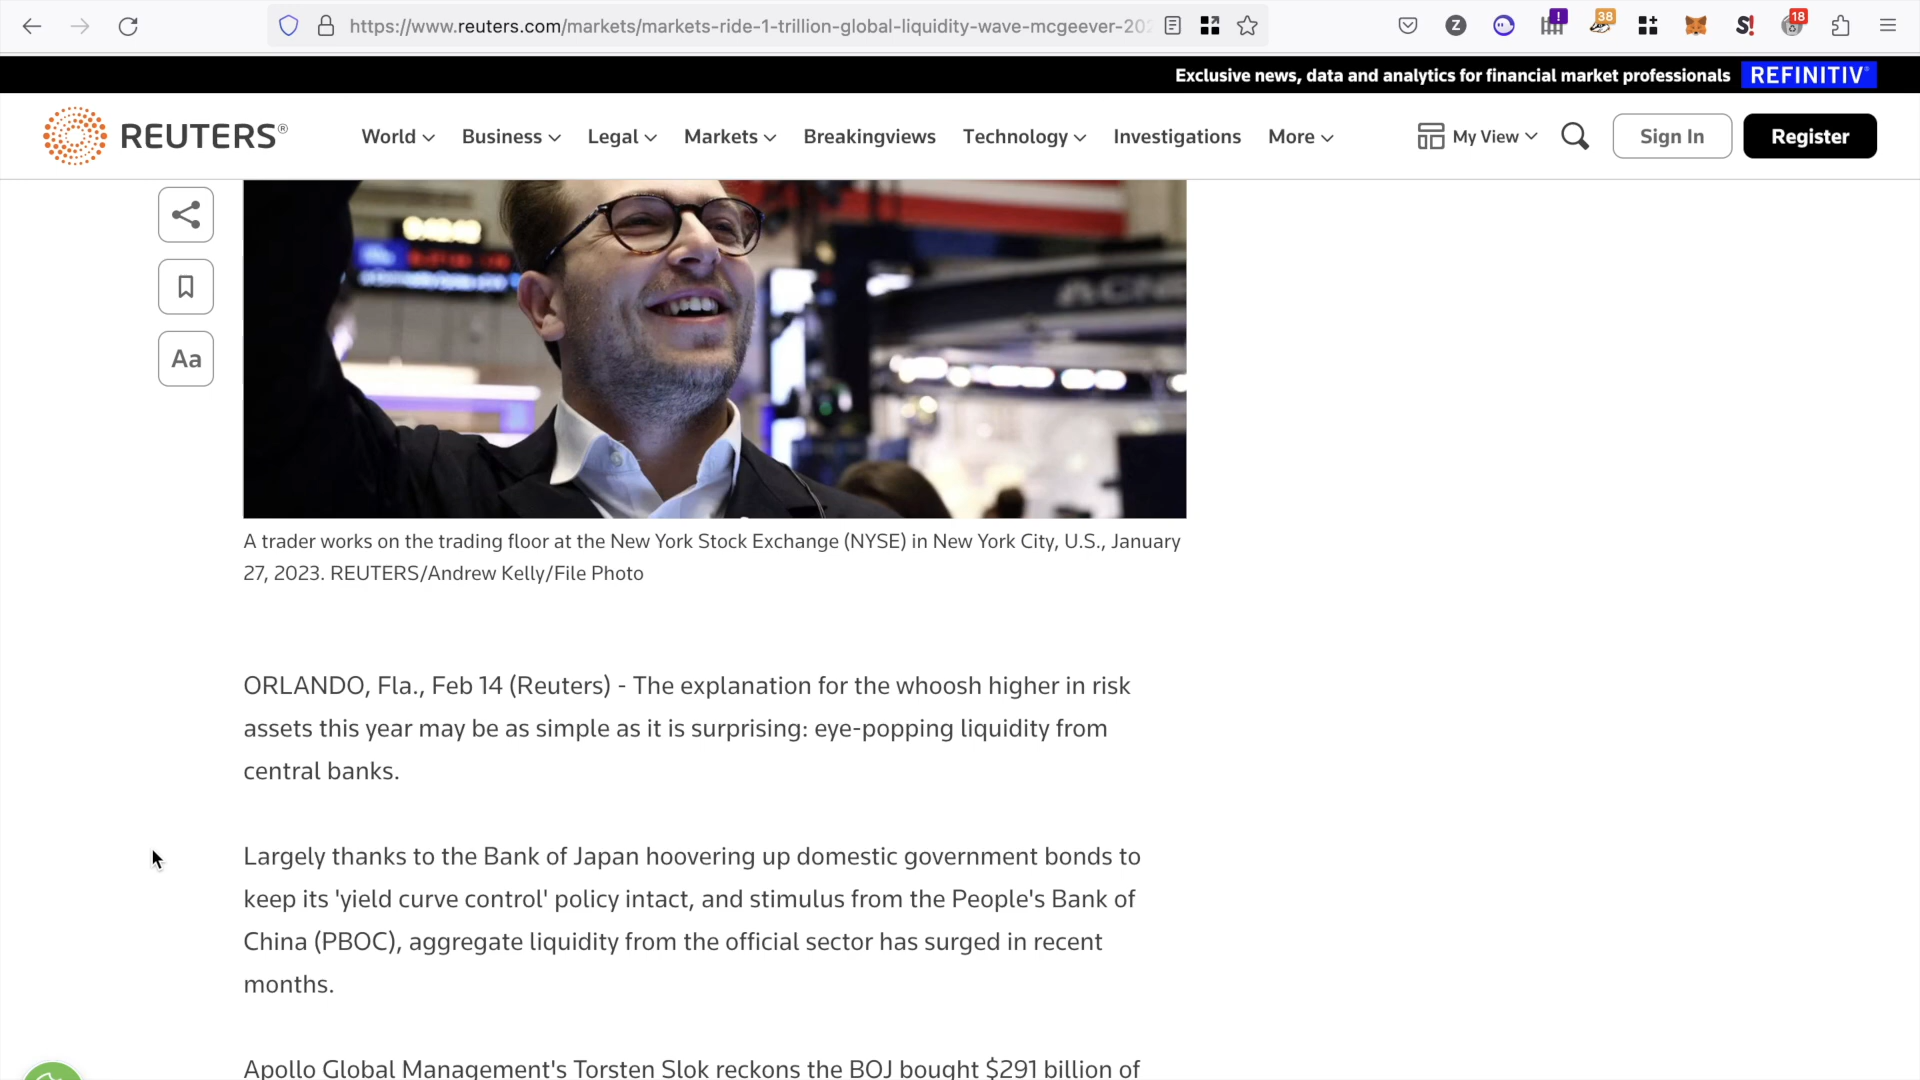 https://www.reuters.com/markets/markets-ride-1-trillion-global-liquidity-wave-mcgeever-202
! 38 18
Z S!
Exclusive news, data and analytics for financial market professionals REFINITIV
REUTERS® World Business Legal Markets Breakingviews Technology Investigations More My View Sign In Register
Aa
CN
A trader works on the trading floor at the New York Stock Exchange (NYSE) in New York City, U.S., January
27, 2023. REUTERS/Andrew Kelly/File Photo
ORLANDO, Fla., Feb 14 (Reuters) - The explanation for the whoosh higher in risk
assets this year may be as simple as it is surprising: eye-popping liquidity from
central banks.
Largely thanks to the Bank of Japan hoovering up domestic government bonds to
keep its 'yield curve control' policy intact, and stimulus from the People's Bank of
China (PBOC), aggregate liquidity from the official sector has surged in recent
months.
Apollo Global Management's Torsten Slok reckons the BOJ bought $291 billion of